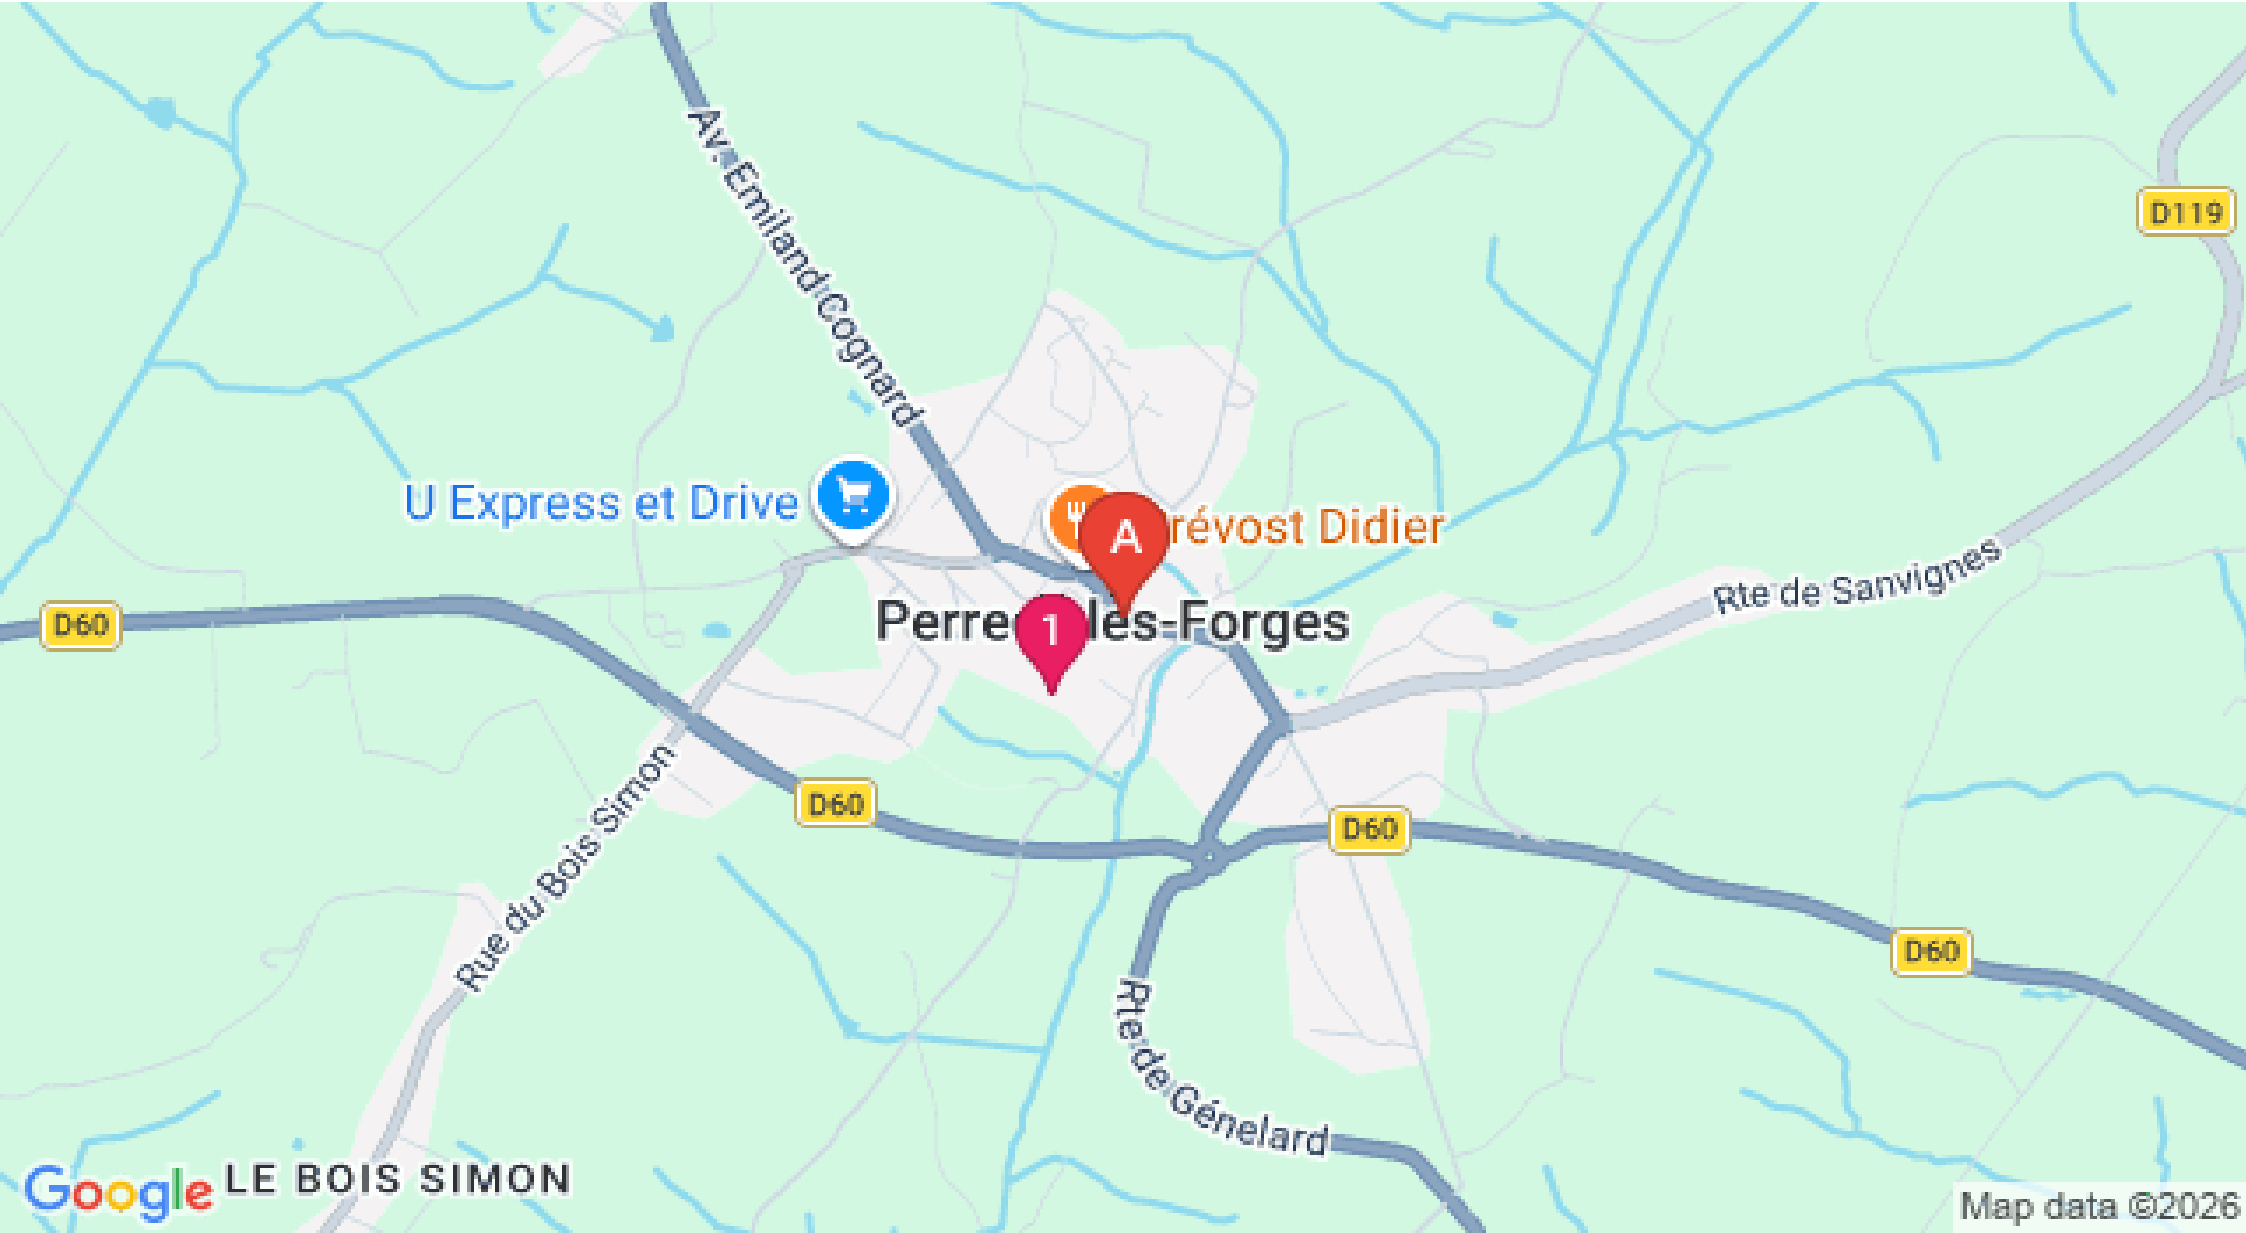 Av. Emiland Cognard
D119
U Express et Drive
A
révost Didier
Rte de Sanvignes
D60
1
les-Forges
D60
D60
Rue du Bois Simon
D60
Rte de Génelard
Google
LE BOIS SIMON
Map data ©2026